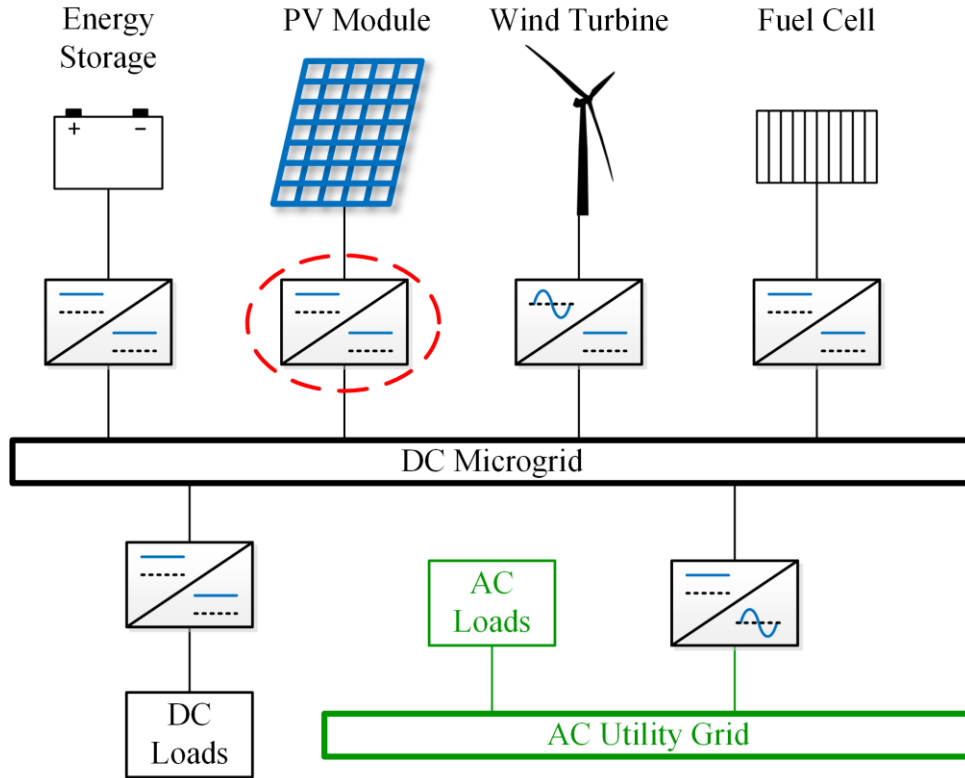 Energy
Storage
PV Module
Wind Turbine
Fuel Cell
+ −
DC Microgrid
AC
Loads
DC
Loads
AC Utility Grid